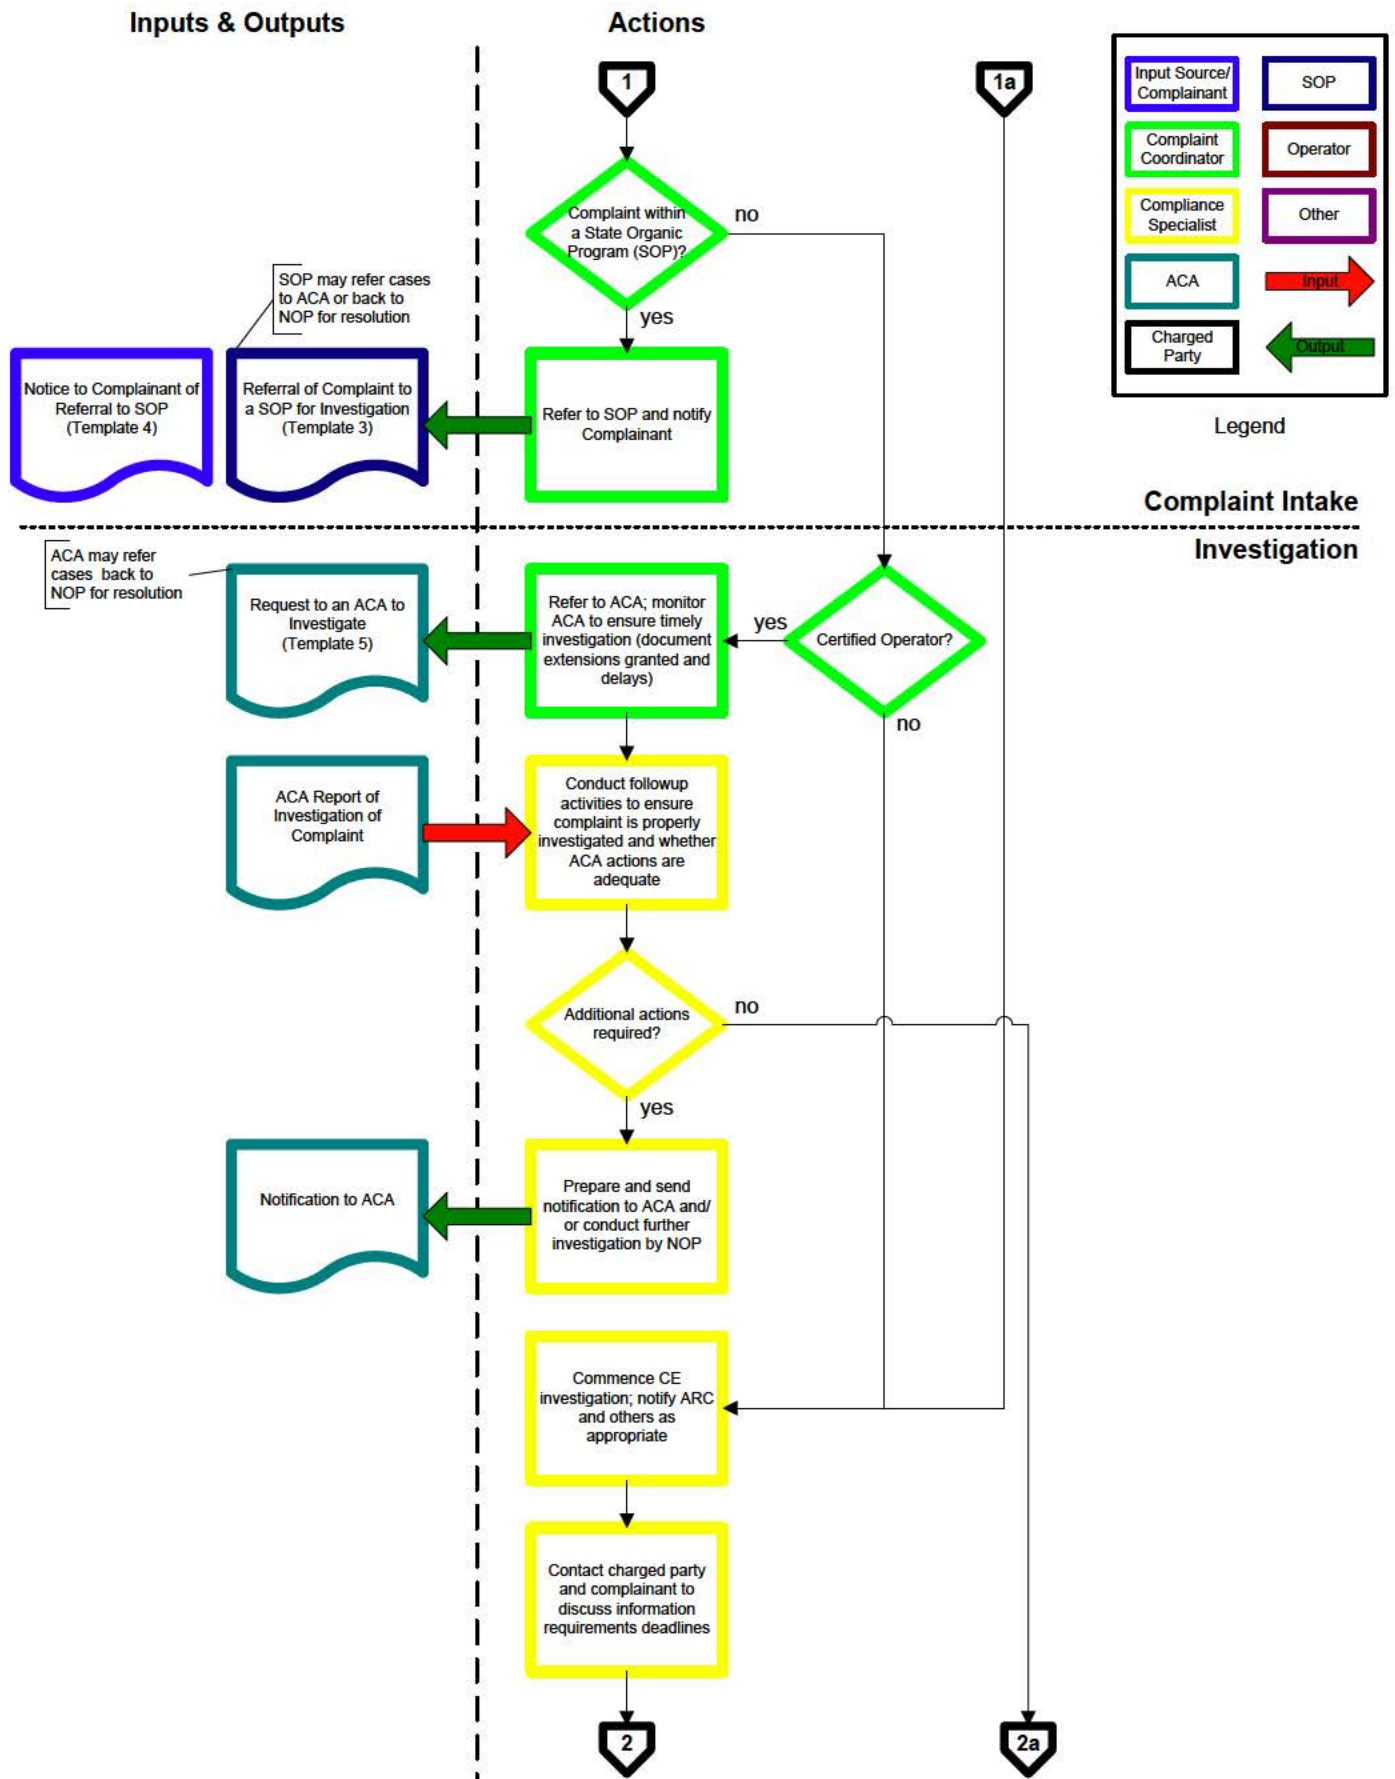 Inputs & Outputs
Actions
1
1a
Input Source/
Complainant
SOP
Complaint
Coordinator
Operator
Compliance
Specialist
Other
ACA
Input
Charged
Party
Output
Legend
Complaint within
a State Organic
Program (SOP)?
no
yes
SOP may refer cases
to ACA or back to
NOP for resolution
Notice to Complainant of
Referral to SOP
(Template 4)
Referral of Complaint to
a SOP for Investigation
(Template 3)
Refer to SOP and notify
Complainant
Complaint Intake
Investigation
ACA may refer
cases back to
NOP for resolution
Request to an ACA to
Investigate
(Template 5)
Refer to ACA; monitor
ACA to ensure timely
investigation (document
extensions granted and
delays)
yes
Certified Operator?
no
ACA Report of
Investigation of
Complaint
Conduct followup
activities to ensure
complaint is properly
investigated and whether
ACA actions are
adequate
Additional actions
required?
no
yes
Notification to ACA
Prepare and send
notification to ACA and/
or conduct further
investigation by NOP
Commence CE
investigation; notify ARC
and others as
appropriate
Contact charged party
and complainant to
discuss information
requirements deadlines
2
2a